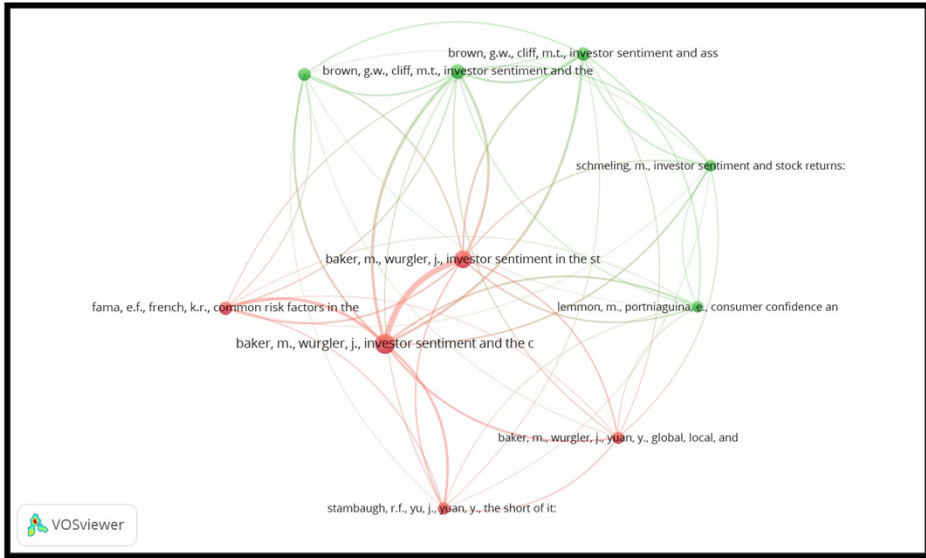 brown, g.w., cliff, m.t., investor sentiment and ass
brown, g.w., cliff, m.t., investor sentiment and the
schmeling, m., investor sentiment and stock returns:
baker, m., wurgler, j., investor sentiment in the st
fama, e.f., french, k.r., common risk factors in the
lemmon, m., portniaguina, e., consumer confidence an
baker, m., wurgler, j., investor sentiment and the c
baker, m., wurgler, j., yuan, y., global, local, and
stambaugh, r.f., yu, j., yuan, y., the short of it:
VOSviewer